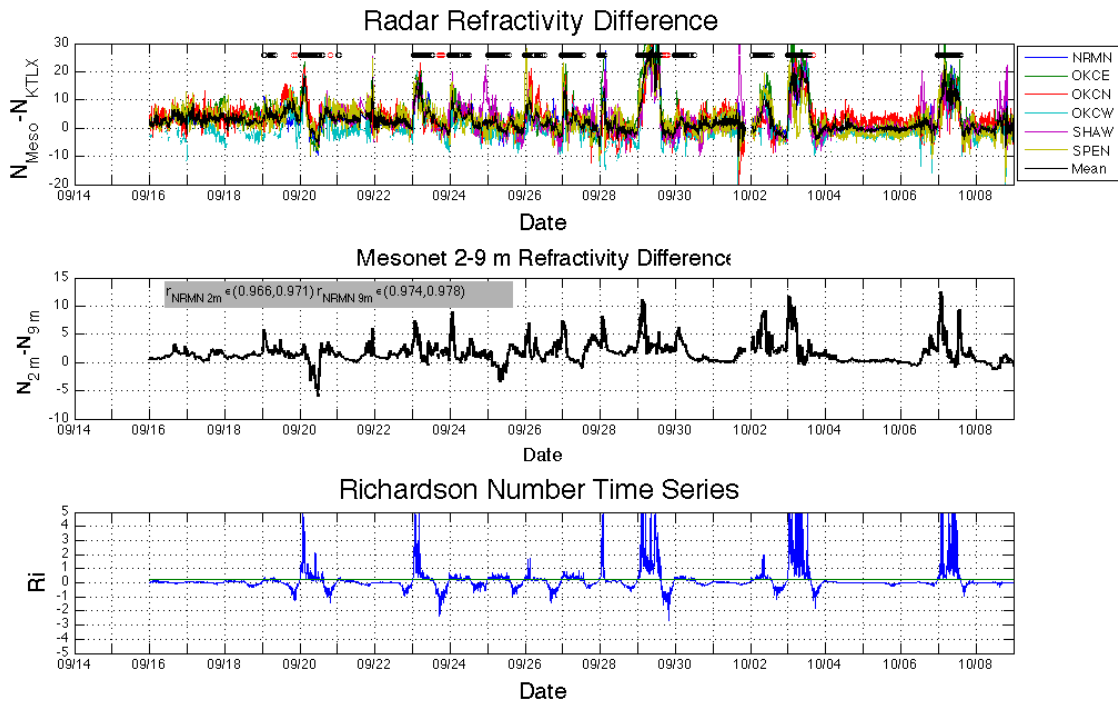 Radar Refractivity Difference
N_Meso-N_KTLX
30
20
10
0
-10
-20
09/14 09/16 09/18 09/20 09/22 09/24 09/26 09/28 09/30 10/02 10/04 10/06 10/08
Date
NRMN
OKCE
OKCN
OKCW
SHAW
SPEN
Mean
Mesonet 2-9 m Refractivity Difference
r_NRMN 2m ∈(0.966,0.971) r_NRMN 9m ∈(0.974,0.978)
N_2 m-N_9 m
15
10
5
0
-5
-10
09/14 09/16 09/18 09/20 09/22 09/24 09/26 09/28 09/30 10/02 10/04 10/06 10/08
Date
Richardson Number Time Series
Ri
5
4
3
2
1
0
-1
-2
-3
-4
-5
09/14 09/16 09/18 09/20 09/22 09/24 09/26 09/28 09/30 10/02 10/04 10/06 10/08
Date